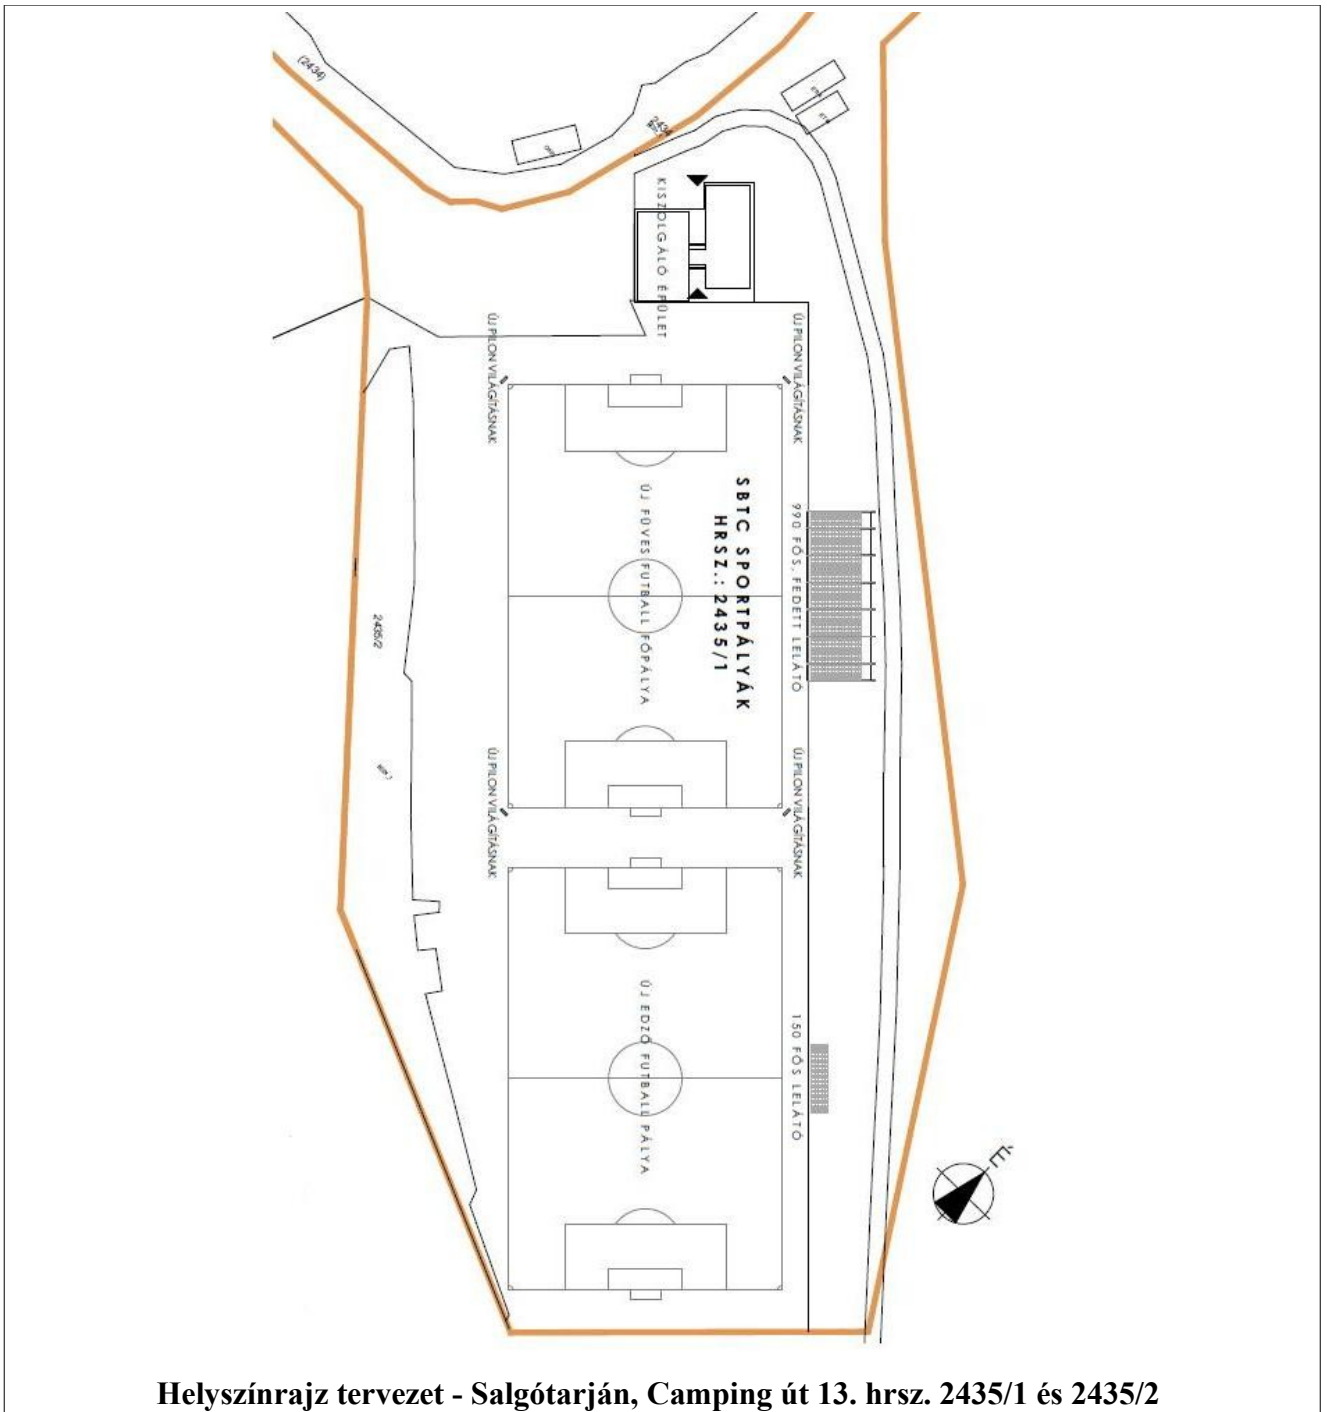 (2434)
2434
KISZOLGÁLÓ ÉPÜLET
ÚJ PILON VILÁGÍTÁSNAK
ÚJ PILON VILÁGÍTÁSNAK
SBTC SPORTPÁLYÁK
HRSZ.: 2435/1
990 FŐS, FEDETT LELÁTÓ
ÚJ FÜVES FUTBALL FŐPÁLYA
2435/2
ÚJ PILON VILÁGÍTÁSNAK
ÚJ PILON VILÁGÍTÁSNAK
ÚJ EDZŐ FUTBALL PÁLYA
150 FŐS LELÁTÓ
É
Helyszínrajz tervezet - Salgótarján, Camping út 13. hrsz. 2435/1 és 2435/2